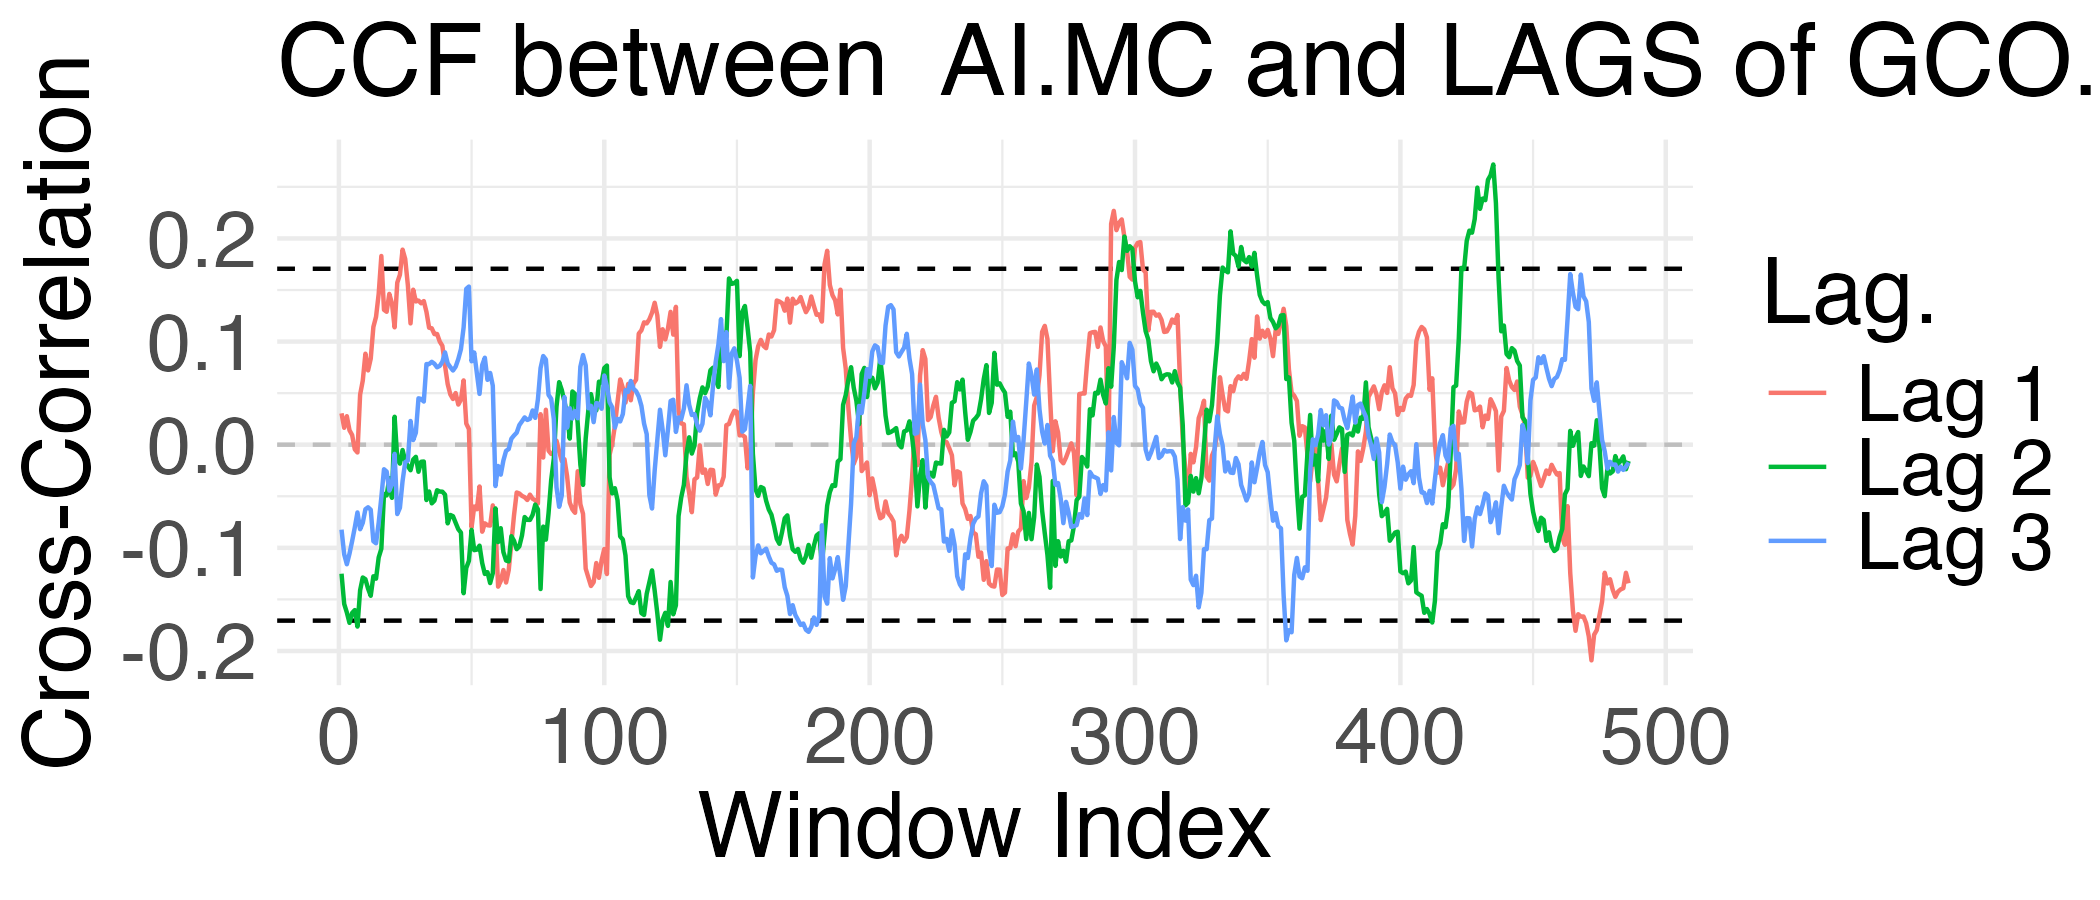 CCF between  AI.MC and LAGS of GCO.
Cross-Correlation
0.2
0.1
0.0
-0.1
-0.2
0 100 200 300 400 500
Window Index
Lag.
Lag 1
Lag 2
Lag 3